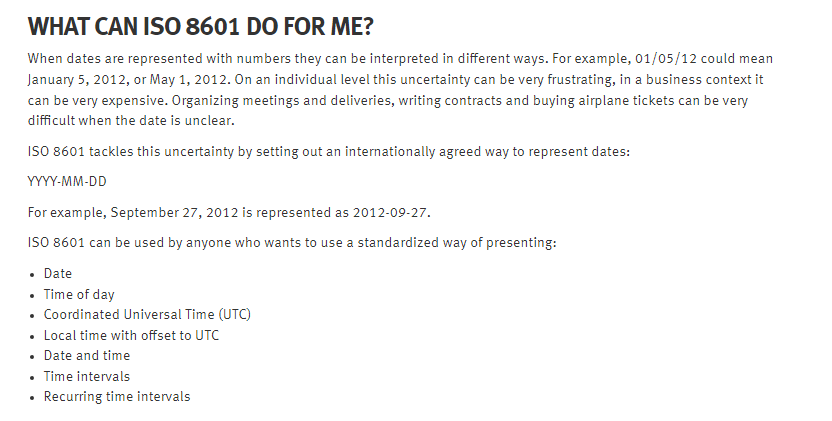 WHAT CAN ISO 8601 DO FOR ME?
When dates are represented with numbers they can be interpreted in different ways. For example, 01/05/12 could mean
January 5, 2012, or May 1, 2012. On an individual level this uncertainty can be very frustrating, in a business context it
can be very expensive. Organizing meetings and deliveries, writing contracts and buying airplane tickets can be very
difficult when the date is unclear.
ISO 8601 tackles this uncertainty by setting out an internationally agreed way to represent dates:
YYYY-MM-DD
For example, September 27, 2012 is represented as 2012-09-27.
ISO 8601 can be used by anyone who wants to use a standardized way of presenting:
• Date
• Time of day
• Coordinated Universal Time (UTC)
• Local time with offset to UTC
• Date and time
• Time intervals
• Recurring time intervals